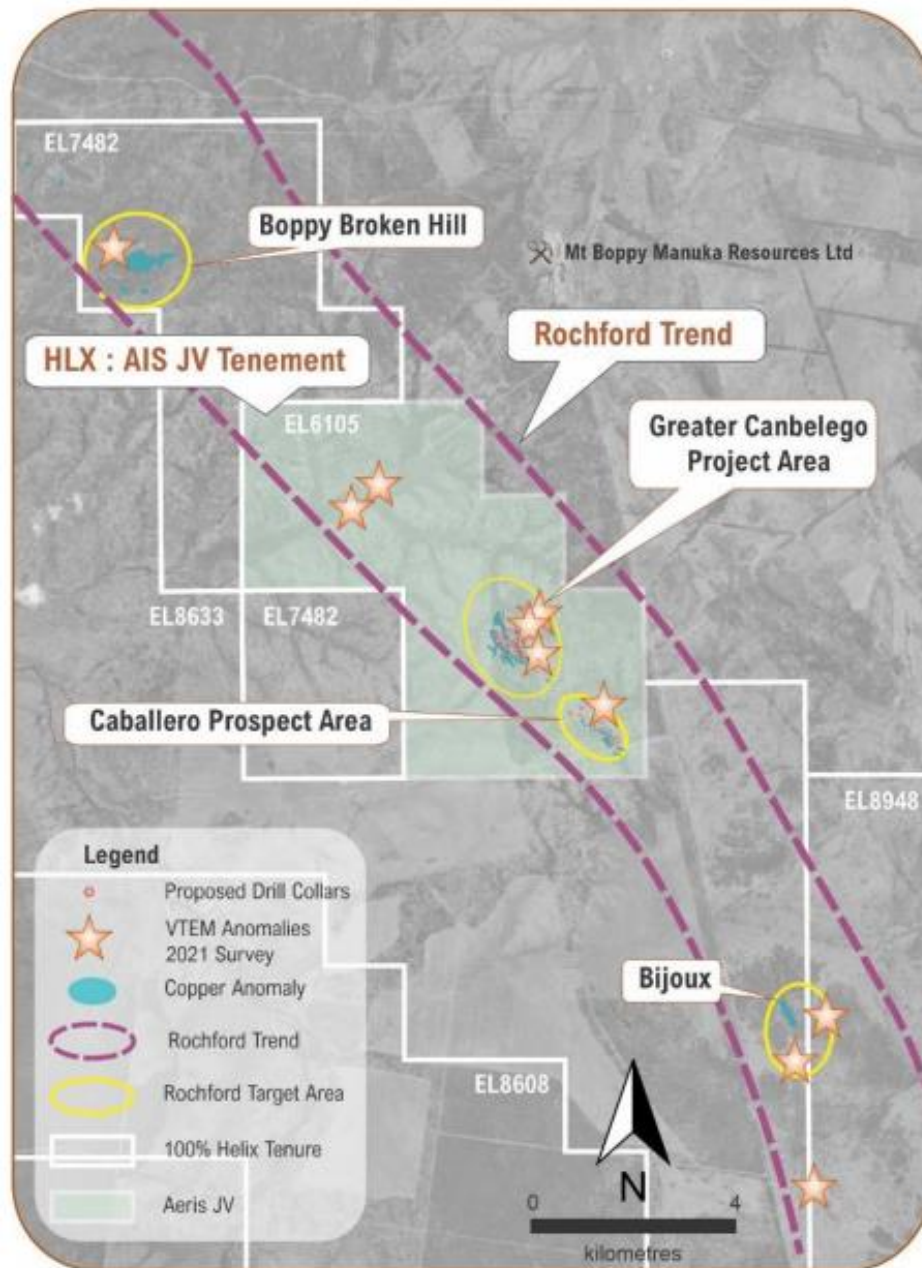 EL7482
Boppy Broken Hill
Mt Boppy Manuka Resources Ltd
HLX : AIS JV Tenement
Rochford Trend
EL6105
Greater Canbelego
Project Area
EL8633
EL7482
Caballero Prospect Area
EL8948
Legend
Proposed Drill Collars
VTEM Anomalies
2021 Survey
Copper Anomaly
Rochford Trend
Rochford Target Area
100% Helix Tenure
Aeris JV
Bijoux
EL8608
N
0 4
kilometres